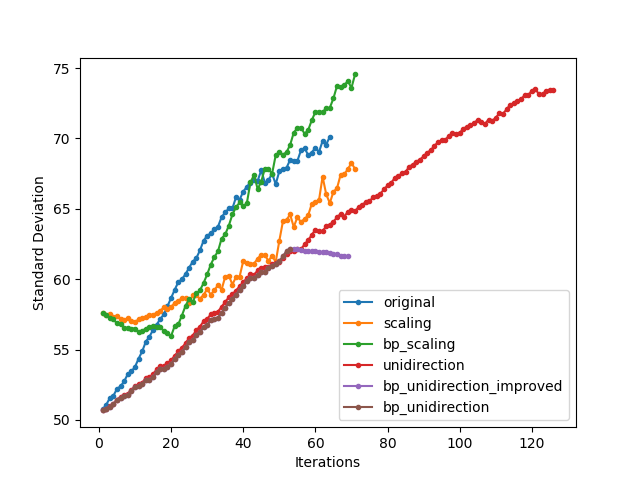 75
70
65
60
55
50
Standard Deviation
0
20
40
60
80
100
120
Iterations
original
scaling
bp_scaling
unidirection
bp_unidirection_improved
bp_unidirection